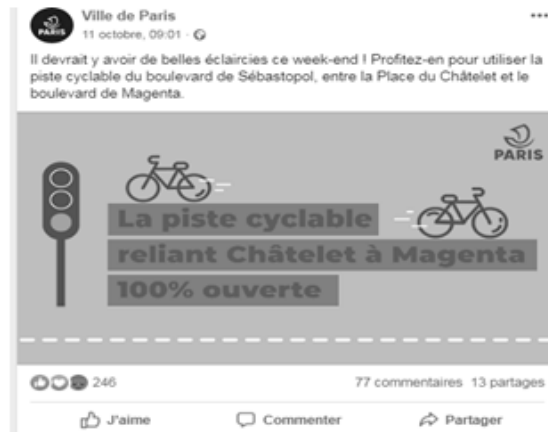 Ville de Paris
11 octobre, 09:01 ·
Il devrait y avoir de belles éclaircies ce week-end ! Profitez-en pour utiliser la
piste cyclable du boulevard de Sébastopol, entre la Place du Châtelet et le
boulevard de Magenta.
PARIS
PARIS
La piste cyclable
reliant Châtelet à Magenta
100% ouverte
246
77 commentaires 13 partages
J'aime
Commenter
Partager